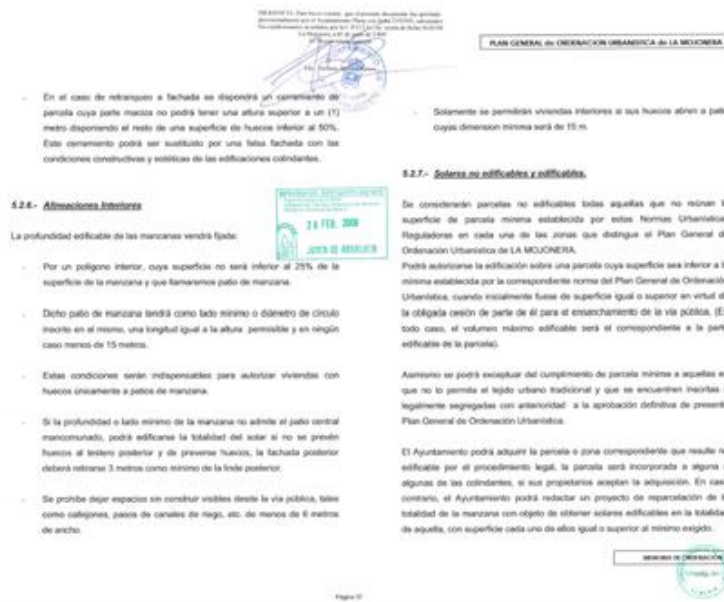 PLAN GENERAL de ORDENACION URBANISTICA de LA MOJONERA
En el caso de retranqueo a fachada se dispondrá un cerramiento de
parcela cuya parte maciza no podrá tener una altura superior a un (1)
metro disponiendo el resto de una superficie de huecos inferior al 50%.
Este cerramiento podrá ser sustituido por una falsa fachada con las
condiciones constructivas y estéticas de las edificaciones colindantes.
5.2.6.- Alineaciones Interiores
28 FEB. 2008
JUNTA DE ANDALUCIA
La profundidad edificable de las manzanas vendrá fijada:
- Por un polígono interior, cuya superficie no será inferior al 25% de la
superficie de la manzana y que llamaremos patio de manzana.
- Dicho patio de manzana tendrá como lado mínimo o diámetro de círculo
inscrito en el mismo, una longitud igual a la altura permisible y en ningún
caso menos de 15 metros.
- Estas condiciones serán indispensables para autorizar viviendas con
huecos únicamente a patios de manzana.
- Si la profundidad o lado mínimo de la manzana no admite el patio central
mancomunado, podrá edificarse la totalidad del solar si no se prevén
huecos al testero posterior y de preverse huecos, la fachada posterior
deberá retirarse 3 metros como mínimo de la linde posterior.
- Se prohibe dejar espacios sin construir visibles desde la vía pública, tales
como callejones, pasos de canales de riego, etc. de menos de 6 metros
de ancho.
- Solamente se permitirán viviendas interiores si sus huecos abren a
cuyas dimension mínima será de 15 m.
5.2.7.- Solares no edificables y edificables.
Se considerarán parcelas no edificables todas aquellas que no reúnan
superficie de parcela mínima establecida por estas Normas
Reguladoras en cada una de las zonas que distingue el Plan General
Ordenación Urbanística de LA MOJONERA.
Podrá autorizarse la edificación sobre una parcela cuya superficie sea inferior a
mínima establecida por la correspondiente norma del Plan General de
Urbanística, cuando inicialmente fuese de superficie igual o superior en virtud
la obligada cesión de parte de él para el ensanchamiento de la vía pública,
todo caso, el volumen máximo edificable será el correspondiente a la
edificable de la parcela).
Asimismo se podrá exceptuar del cumplimiento de parcela mínima a aquellas
que no lo permita el tejido urbano tradicional y que se encuentren inscritas
legalmente segregadas con anterioridad a la aprobación definitiva de
Plan General de Ordenación Urbanística.
El Ayuntamiento podrá adquirir la parcela o zona correspondiente que resulte
edificable por el procedimiento legal, la parcela será incorporada a alguna
algunas de las colindantes, si sus propietarios aceptan la adquisición. En
contrario, el Ayuntamiento podrá redactar un proyecto de reparcelación de
totalidad de la manzana con objeto de obtener solares edificables en la
de aquella, con superficie cada uno de ellos igual o superior al mínimo exigido.
MEMORIA DE ORDENACIÓN